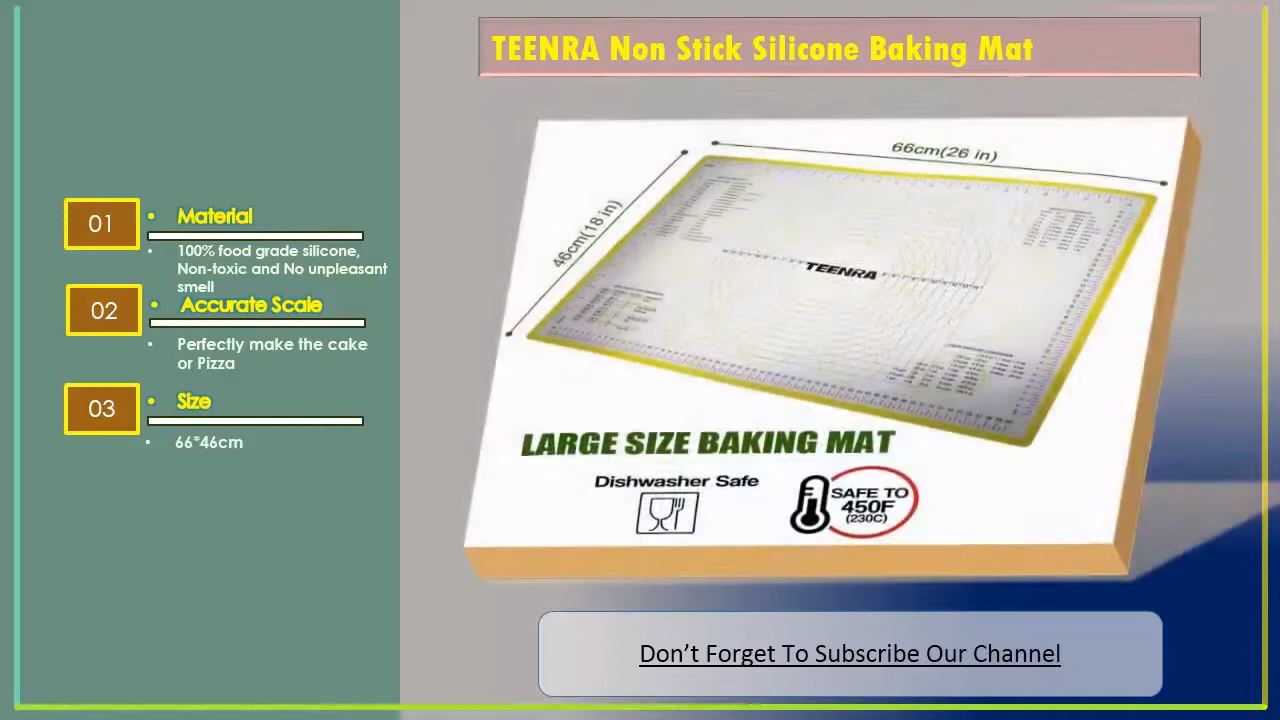 TEENRA Non Stick Silicone Baking Mat
01
• Material
• 100% food grade silicone,
Non-toxic and No unpleasant
smell
02
• Accurate Scale
• Perfectly make the cake
or Pizza
03
• Size
• 66*46cm
66cm(26 in)
46cm(18 in)
TEENRA
LARGE SIZE BAKING MAT
Dishwasher Safe
SAFE TO
450F
(230C)
Don’t Forget To Subscribe Our Channel